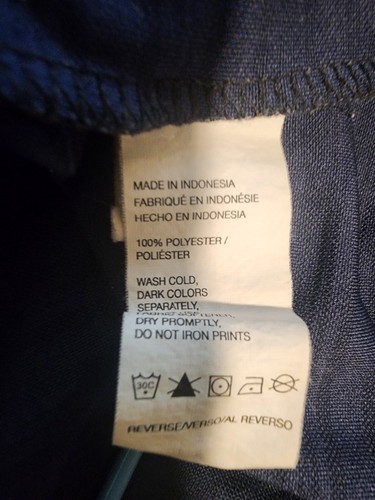 MADE IN INDONESIA
FABRIQUÉ EN INDONÉSIE
HECHO EN INDONESIA
100% POLYESTER /
POLIÉSTER
WASH COLD,
DARK COLORS
SEPARATELY,
DRY PROMPTLY,
DO NOT IRON PRINTS
30C
REVERSE/VERSO/AL REVERSO